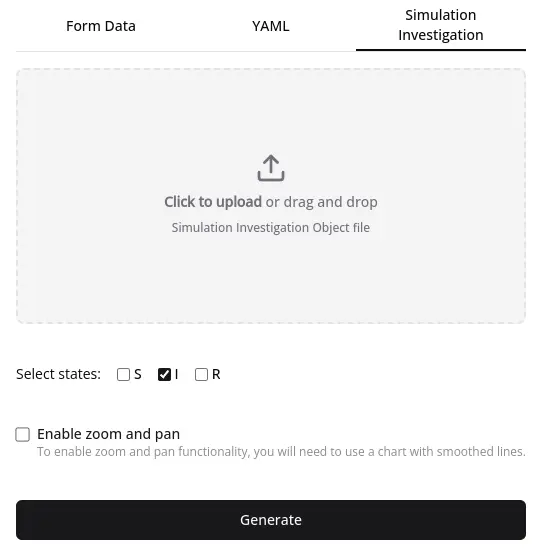 Form Data
YAML
Simulation
Investigation
Click to upload or drag and drop
Simulation Investigation Object file
Select states: S I R
Enable zoom and pan
To enable zoom and pan functionality, you will need to use a chart with smoothed lines.
Generate